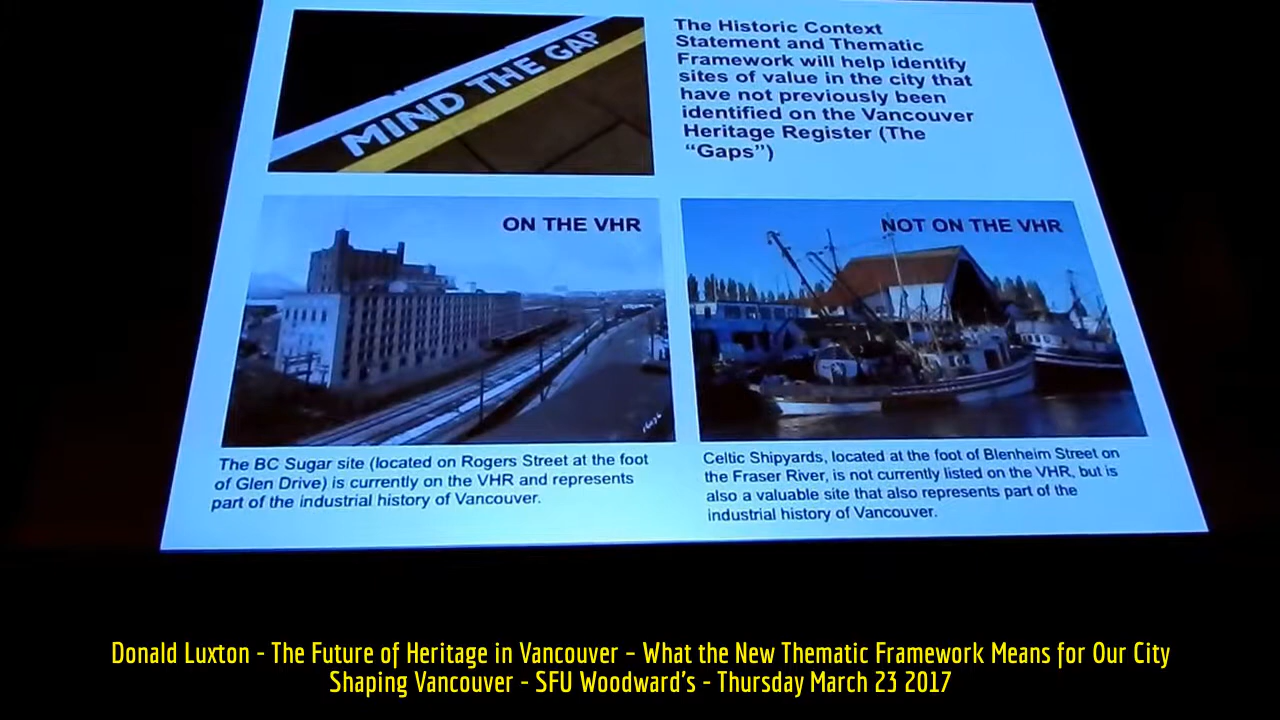 MIND THE GAP
The Historic Context
Statement and Thematic
Framework will help identify
sites of value in the city that
have not previously been
identified on the Vancouver
Heritage Register (The
“Gaps”)
ON THE VHR
NOT ON THE VHR
The BC Sugar site (located on Rogers Street at the foot
of Glen Drive) is currently on the VHR and represents
part of the industrial history of Vancouver.
Celtic Shipyards, located at the foot of Blenheim Street on
the Fraser River, is not currently listed on the VHR, but is
also a valuable site that also represents part of the
industrial history of Vancouver.
Donald Luxton - The Future of Heritage in Vancouver – What the New Thematic Framework Means for Our City
Shaping Vancouver - SFU Woodward's - Thursday March 23 2017